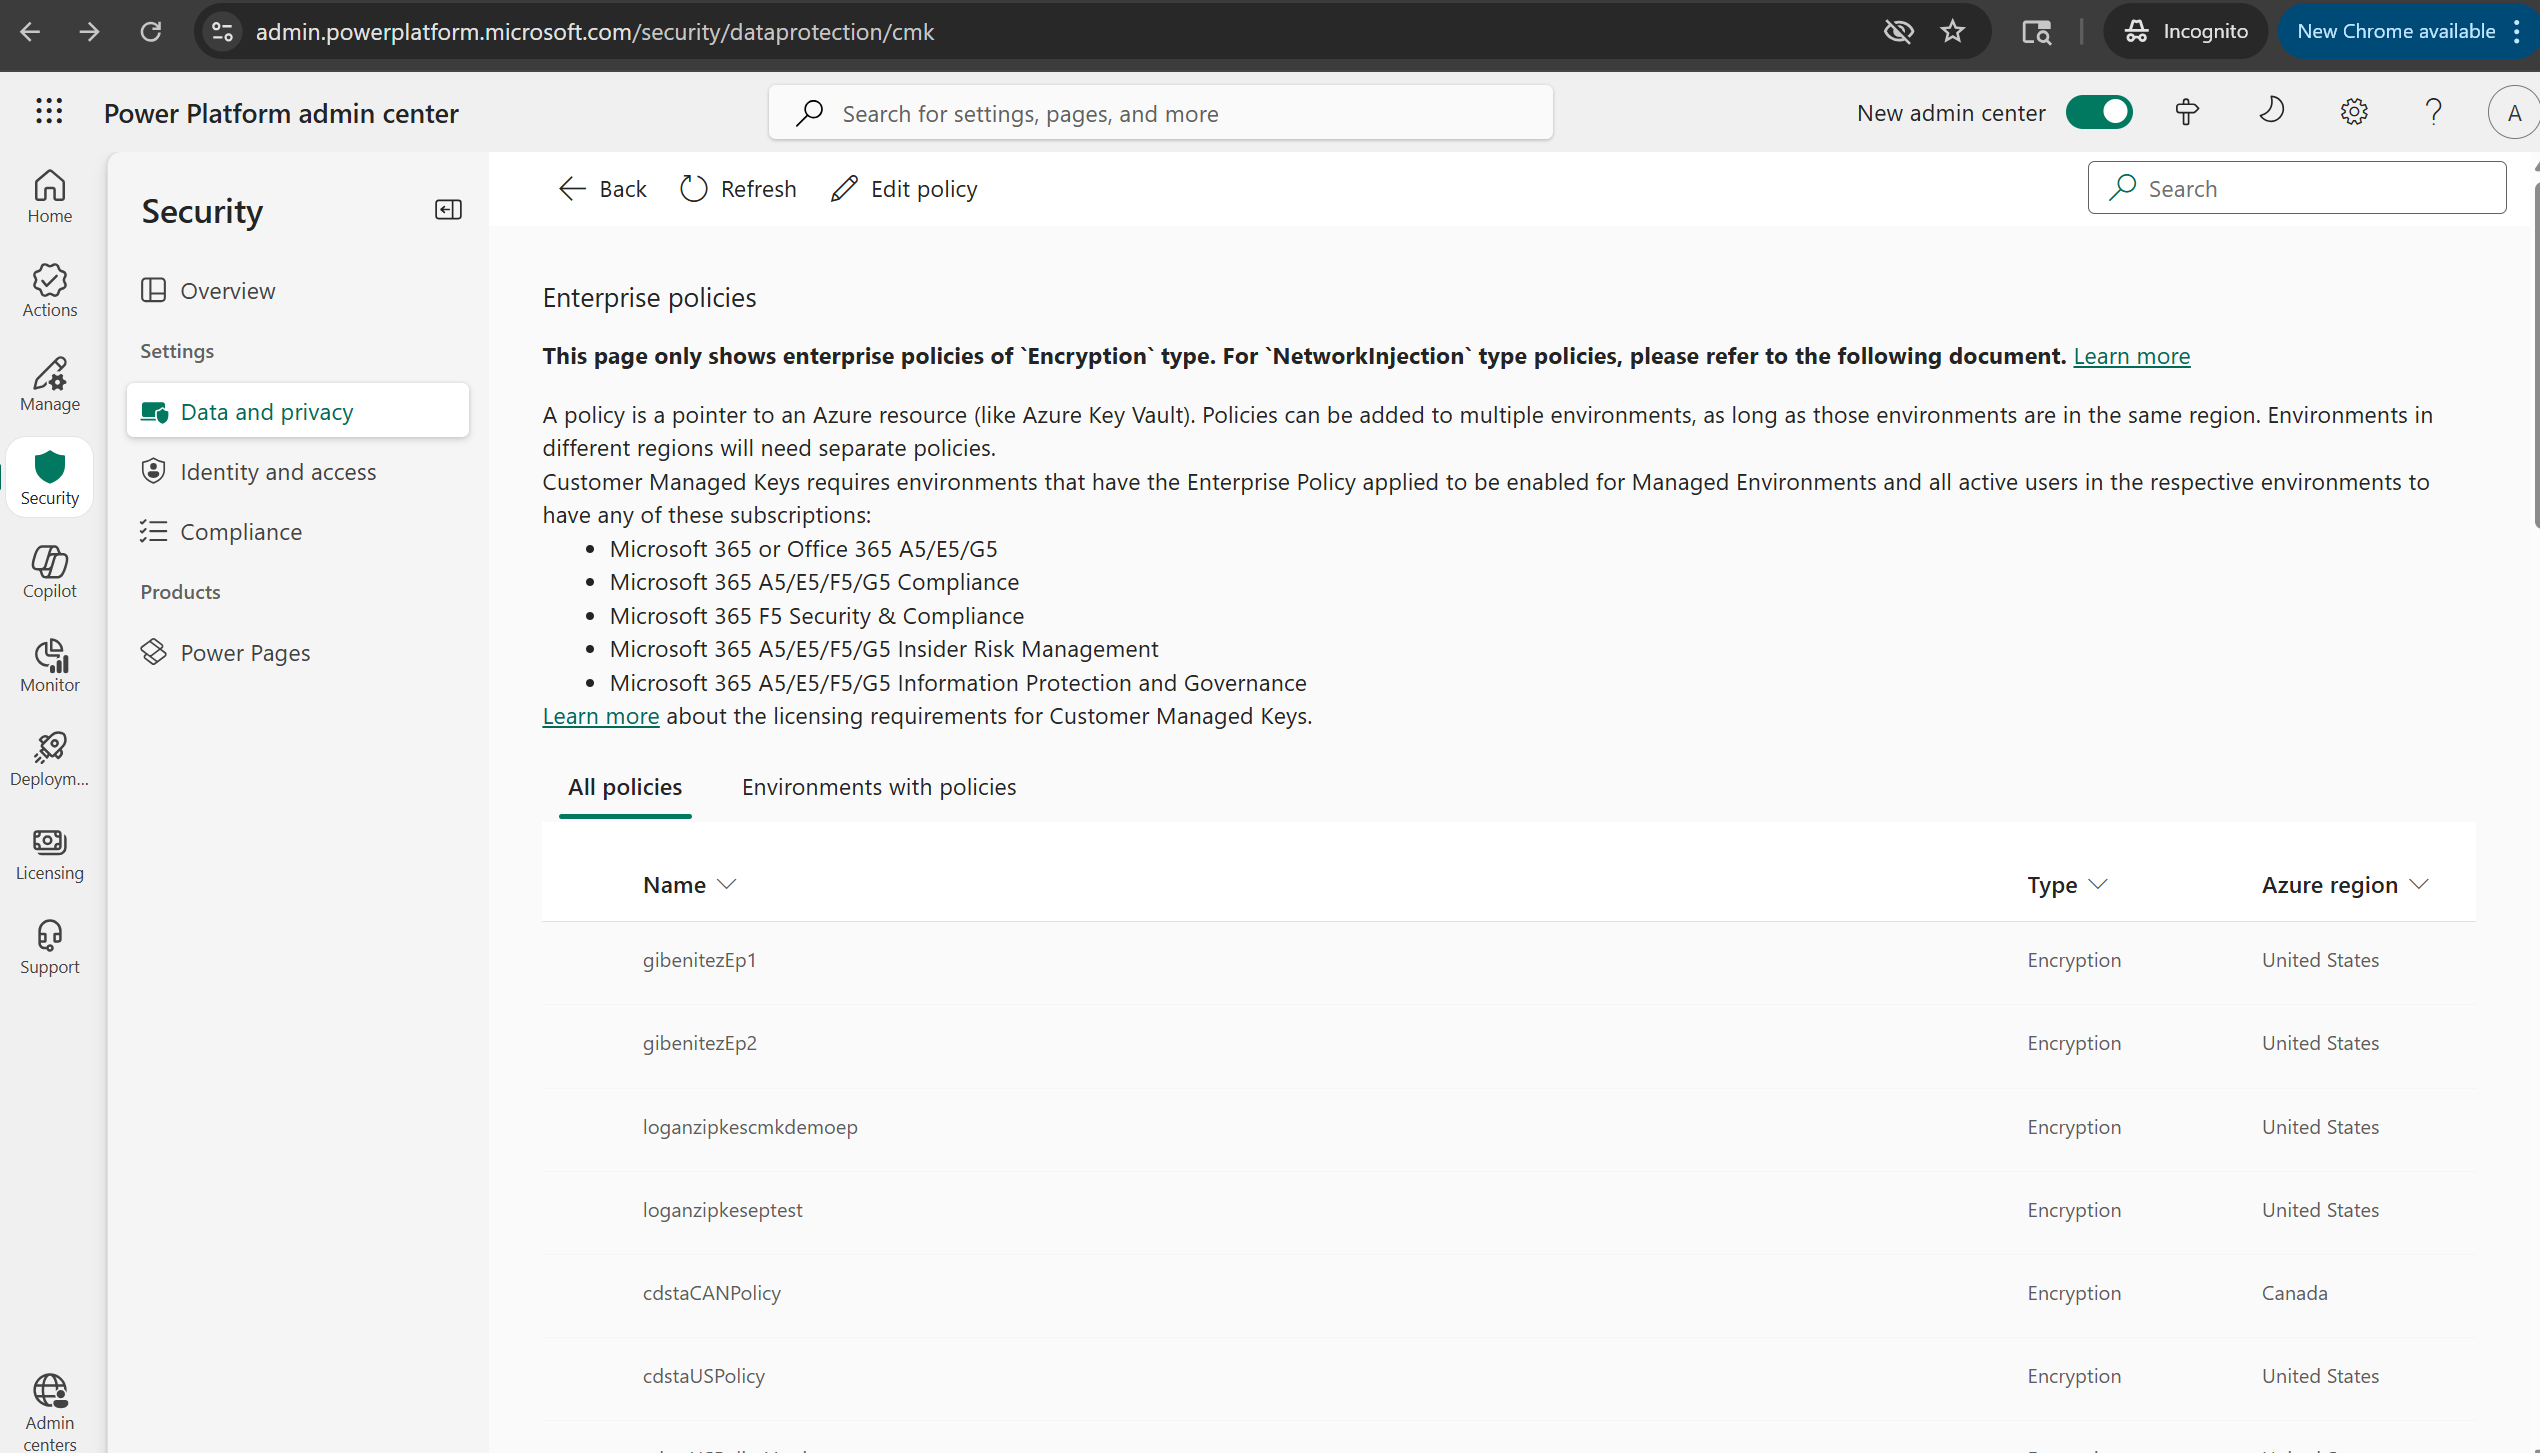 admin.powerplatform.microsoft.com/security/dataprotection/cmk
Incognito
New Chrome available
Power Platform admin center
Search for settings, pages, and more
New admin center
A
Home
Actions
Manage
Security
Copilot
Monitor
Deploym...
Licensing
Support
Admin
centers
Security
Overview
Settings
Data and privacy
Identity and access
Compliance
Products
Power Pages
Back
Refresh
Edit policy
Search
Enterprise policies
This page only shows enterprise policies of `Encryption` type. For `NetworkInjection` type policies, please refer to the following document. Learn more
A policy is a pointer to an Azure resource (like Azure Key Vault). Policies can be added to multiple environments, as long as those environments are in the same region. Environments in
different regions will need separate policies.
Customer Managed Keys requires environments that have the Enterprise Policy applied to be enabled for Managed Environments and all active users in the respective environments to
have any of these subscriptions:
• Microsoft 365 or Office 365 A5/E5/G5
• Microsoft 365 A5/E5/F5/G5 Compliance
• Microsoft 365 F5 Security & Compliance
• Microsoft 365 A5/E5/F5/G5 Insider Risk Management
• Microsoft 365 A5/E5/F5/G5 Information Protection and Governance
Learn more about the licensing requirements for Customer Managed Keys.
All policies
Environments with policies
Name Type Azure region
gibenitezEp1 Encryption United States
gibenitezEp2 Encryption United States
loganzipkescmkdemoep Encryption United States
loganzipkeseptest Encryption United States
cdstaCANPolicy Encryption Canada
cdstaUSPolicy Encryption United States